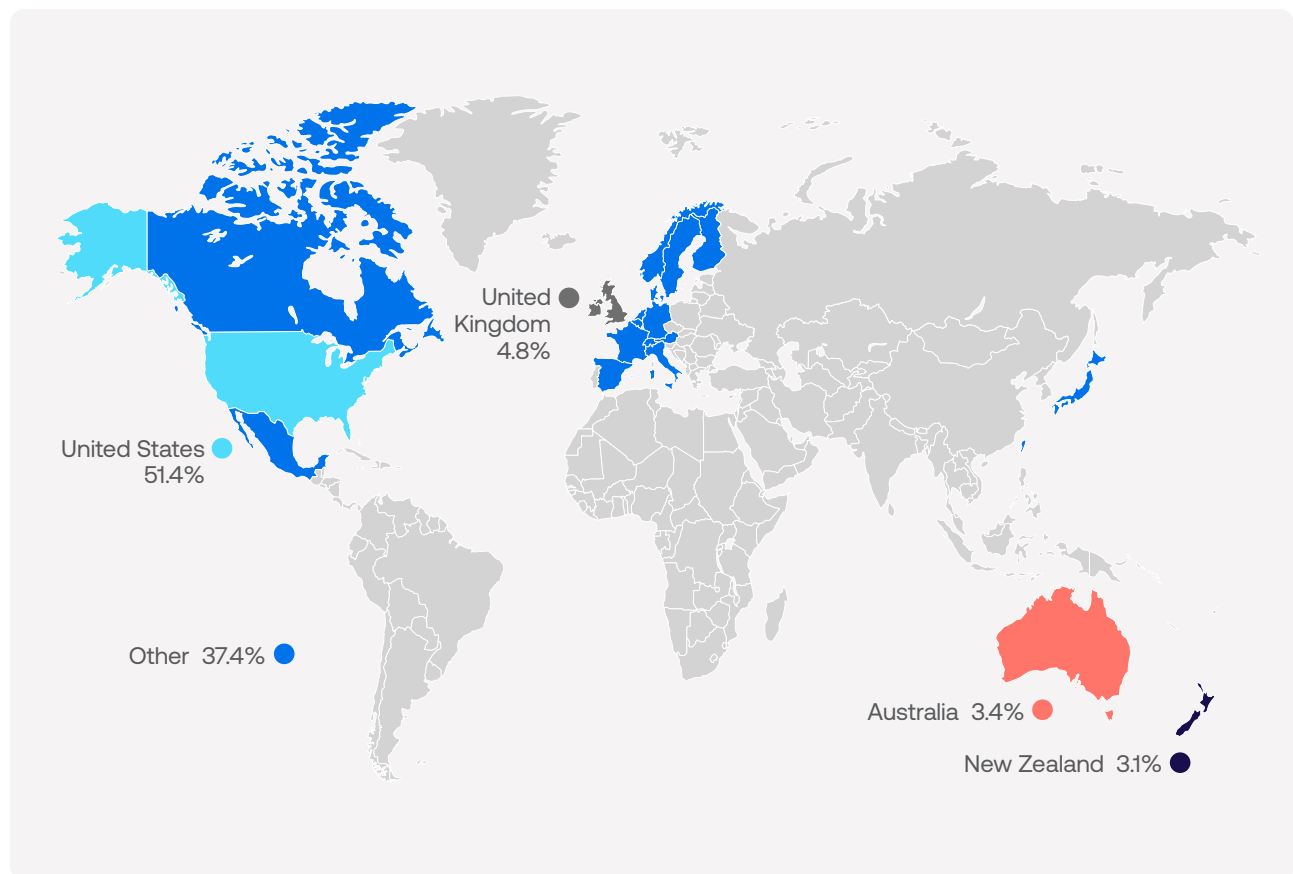 United
Kingdom
4.8%
United States
51.4%
Other 37.4%
Australia 3.4%
New Zealand 3.1%